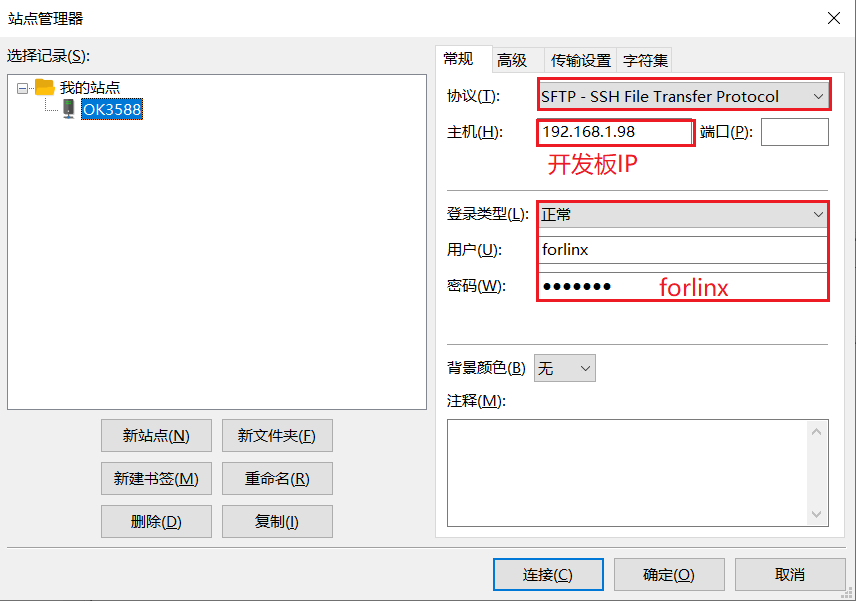 站点管理器
选择记录(S):
我的站点
OK3588
新站点(N)
新文件夹(F)
新建书签(M)
重命名(R)
删除(D)
复制(I)
常规
高级
传输设置
字符集
协议(T):
SFTP - SSH File Transfer Protocol
主机(H):
192.168.1.98
端口(P):
开发板IP
登录类型(L):
正常
用户(U):
forlinx
密码(W):
●●●●●●●
forlinx
背景颜色(B)
无
注释(M):
连接(C)
确定(O)
取消